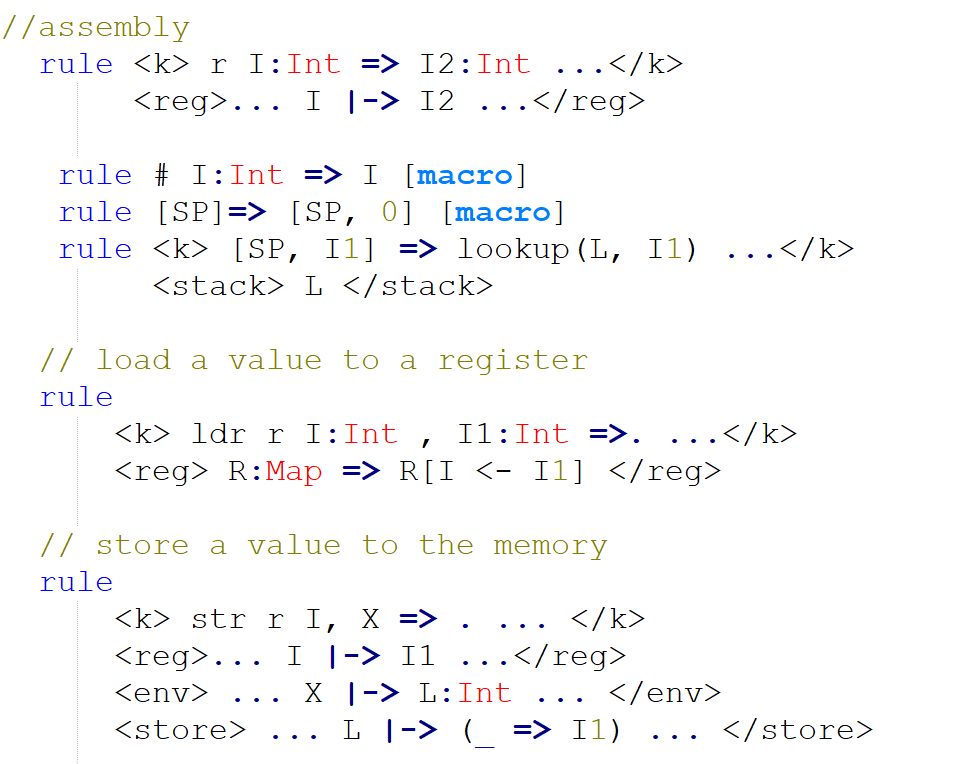 //assembly
rule <k> r I:Int => I2:Int ...</k>
<reg>... I |-> I2 ...</reg>
rule # I:Int => I [macro]
rule [SP]=> [SP, 0] [macro]
rule <k> [SP, I1] => lookup(L, I1) ...</k>
<stack> L </stack>
// load a value to a register
rule
<k> ldr r I:Int , I1:Int =>. ...</k>
<reg> R:Map => R[I <- I1] </reg>
// store a value to the memory
rule
<k> str r I, X => . ... </k>
<reg>... I |-> I1 ...</reg>
<env> ... X |-> L:Int ... </env>
<store> ... L |-> (_ => I1) ... </store>